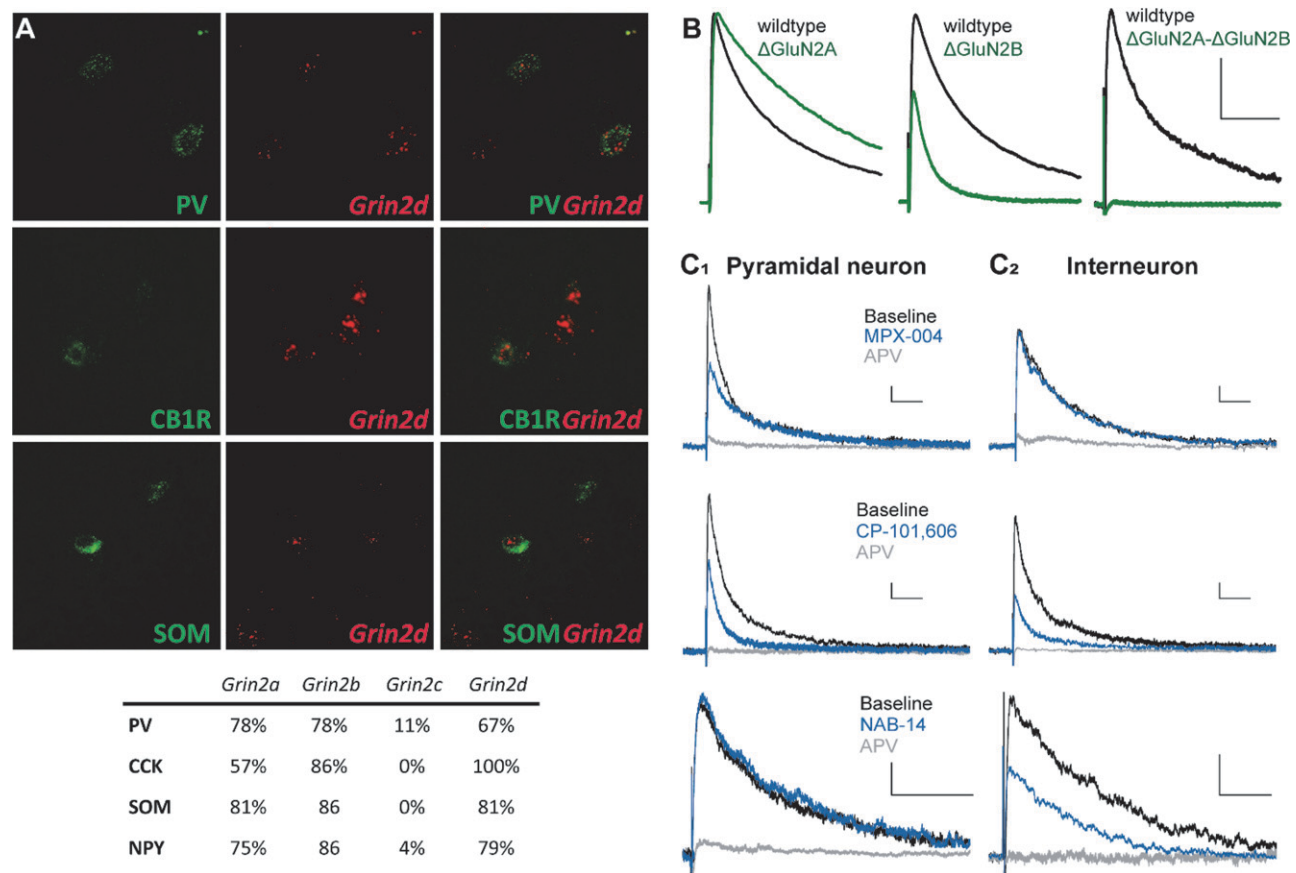 A
PV
Grin2d
PV Grin2d
CB1R
Grin2d
CB1R Grin2d
SOM
Grin2d
SOM Grin2d
Grin2a Grin2b Grin2c Grin2d
PV 78% 78% 11% 67%
CCK 57% 86% 0% 100%
SOM 81% 86 0% 81%
NPY 75% 86 4% 79%
B
wildtype
ΔGluN2A
wildtype
ΔGluN2B
wildtype
ΔGluN2A-ΔGluN2B
C₁ Pyramidal neuron
C₂ Interneuron
Baseline
MPX-004
APV
Baseline
CP-101,606
APV
Baseline
NAB-14
APV